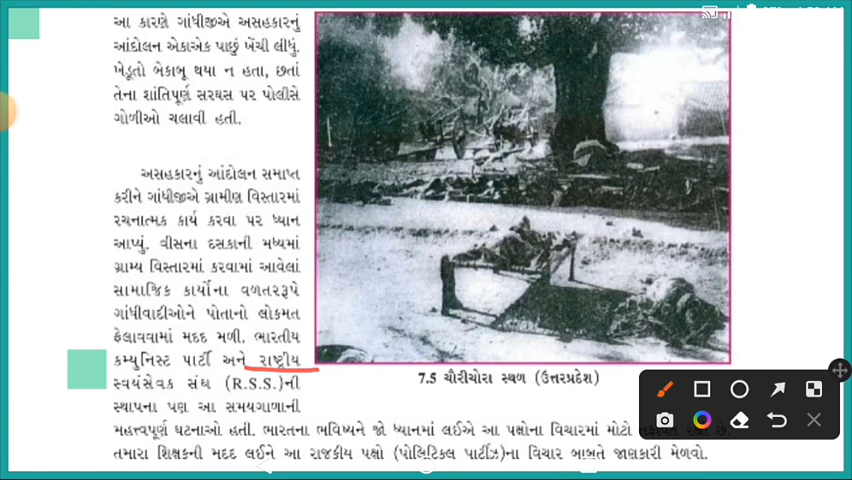 આ કારણે ગાંધીજીએ અસહકારનું
આંદોલન એકાએક પાછું ખેંચી લીધું.
ખેડૂતો બેકાબૂ થયા ન હતા, છતાં
તેના શાંતિપૂર્ણ સરઘસ પર પોલીસે
ગોળીઓ ચલાવી હતી.
અસહકારનું આંદોલન સમાપ્ત
કરીને ગાંધીજીએ ગ્રામીણ વિસ્તારમાં
રચનાત્મક કાર્ય કરવા પર ધ્યાન
આપ્યું. વીસના દસકાની મધ્યમાં
ગ્રામ્ય વિસ્તારમાં કરવામાં આવેલાં
સામાજિક કાર્યોના વળતરરૂપે
ગાંધીવાદીઓને પોતાનો લોકમત
ફેલાવવામાં મદદ મળી. ભારતીય
કમ્યુનિસ્ટ પાર્ટી અને રાષ્ટ્રીય
સ્વયંસેવક સંઘ (R.S.S.)ની
સ્થાપના પણ આ સમયગાળાની
મહત્ત્વપૂર્ણ ઘટનાઓ હતી. ભારતના ભવિષ્યને જો ધ્યાનમાં લઈએ આ પક્ષોના વિચારમાં મોટો
તમારા શિક્ષકની મદદ લઈને આ રાજકીય પક્ષો (પોલિટિકલ પાર્ટીઝ)ના વિચાર બાબતે જાણકારી મેળવો.
7.5 ચૌરીચોરા સ્થળ (ઉત્તરપ્રદેશ)